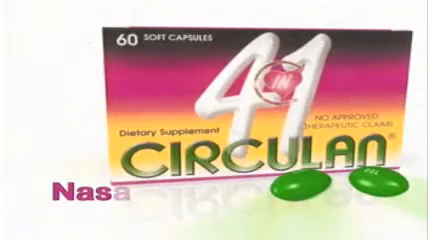 60 SOFT CAPSULES
4 IN 1
NO APPROVED
THERAPEUTIC CLAIMS
Dietary Supplement
CIRCULAN®
Nasa